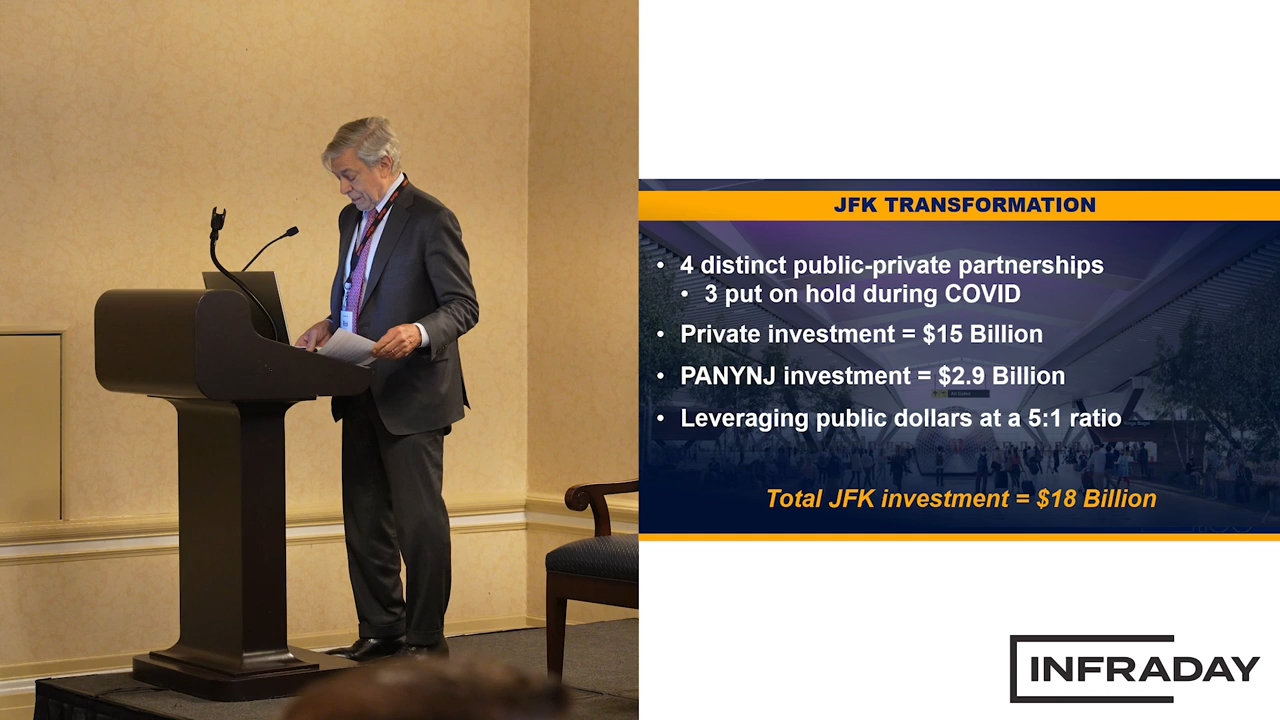 JFK TRANSFORMATION
• 4 distinct public-private partnerships
• 3 put on hold during COVID
• Private investment = $15 Billion
• PANYNJ investment = $2.9 Billion
• Leveraging public dollars at a 5:1 ratio
Total JFK investment = $18 Billion
INFRADAY